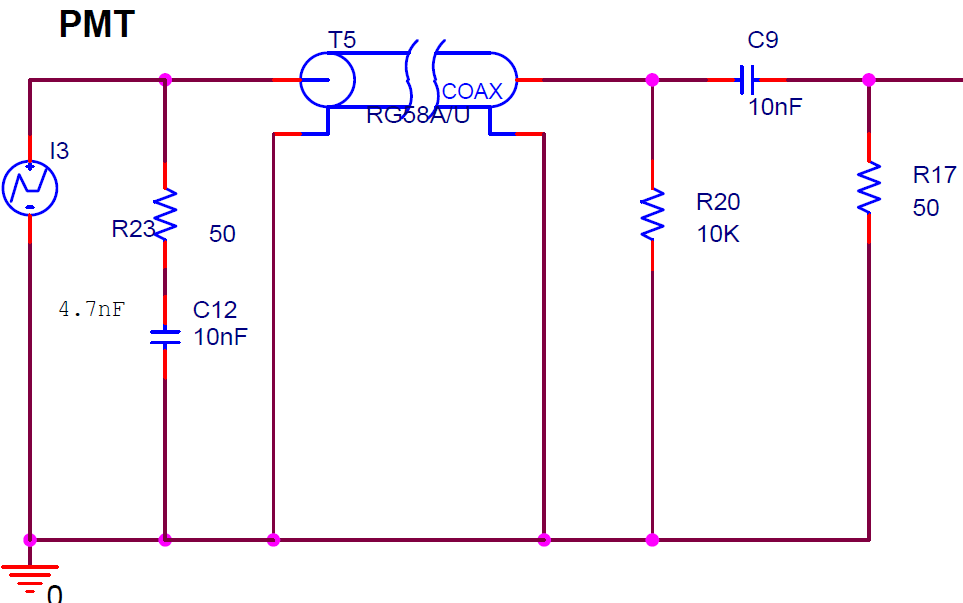 PMT
T5
C9
COAX
10nF
RG58A/U
I3
R17
50
R20
10K
R23
50
4.7nF
C12
10nF
0